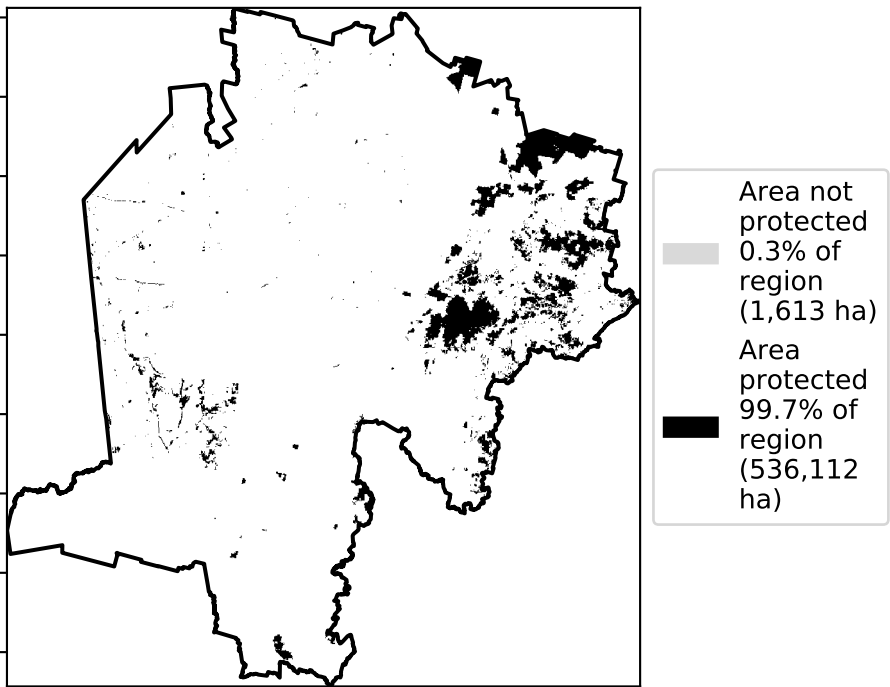 Area not
protected
0.3% of
region
(1,613 ha)
Area
protected
99.7% of
region
(536,112
ha)